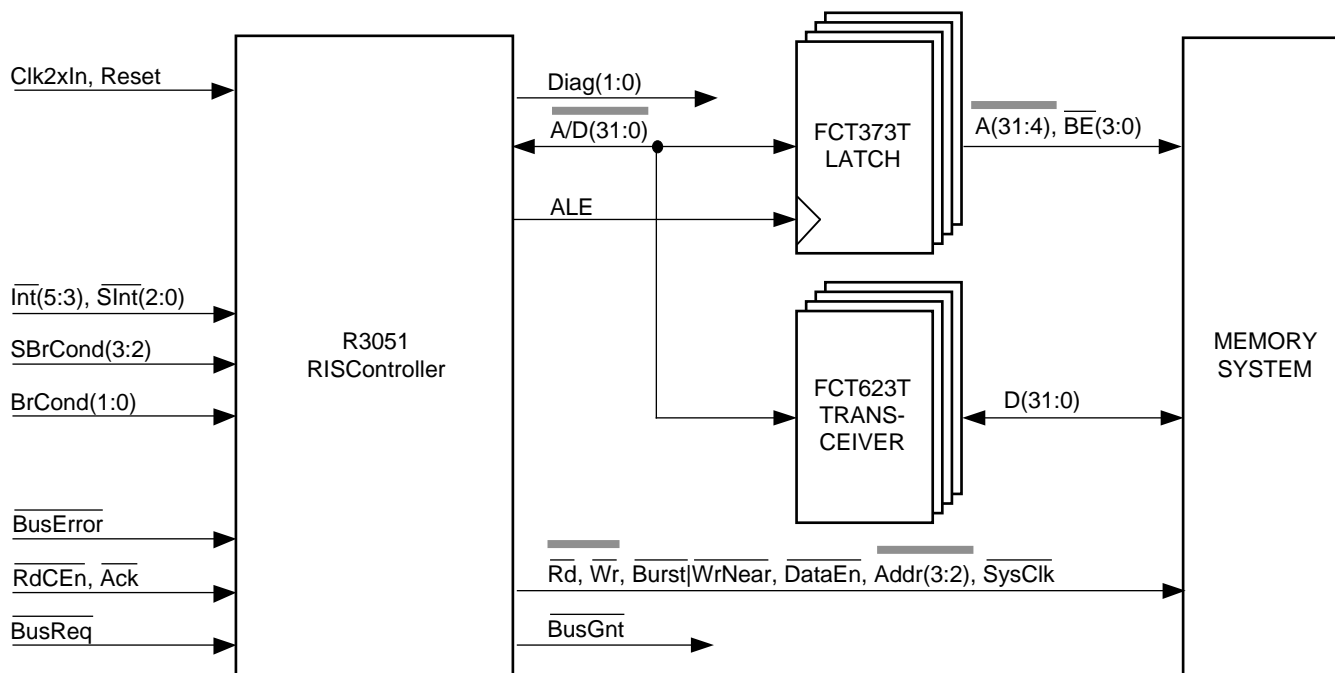 Clk2xIn, Reset
Diag(1:0)
A/D(31:0)
FCT373T
LATCH
A(31:4), BE(3:0)
ALE
Int(5:3), SInt(2:0)
SBrCond(3:2)
BrCond(1:0)
R3051
RISController
FCT623T
TRANS-
CEIVER
D(31:0)
MEMORY
SYSTEM
BusError
RdCEn, Ack
BusReq
Rd, Wr, Burst|WrNear, DataEn, Addr(3:2), SysClk
BusGnt